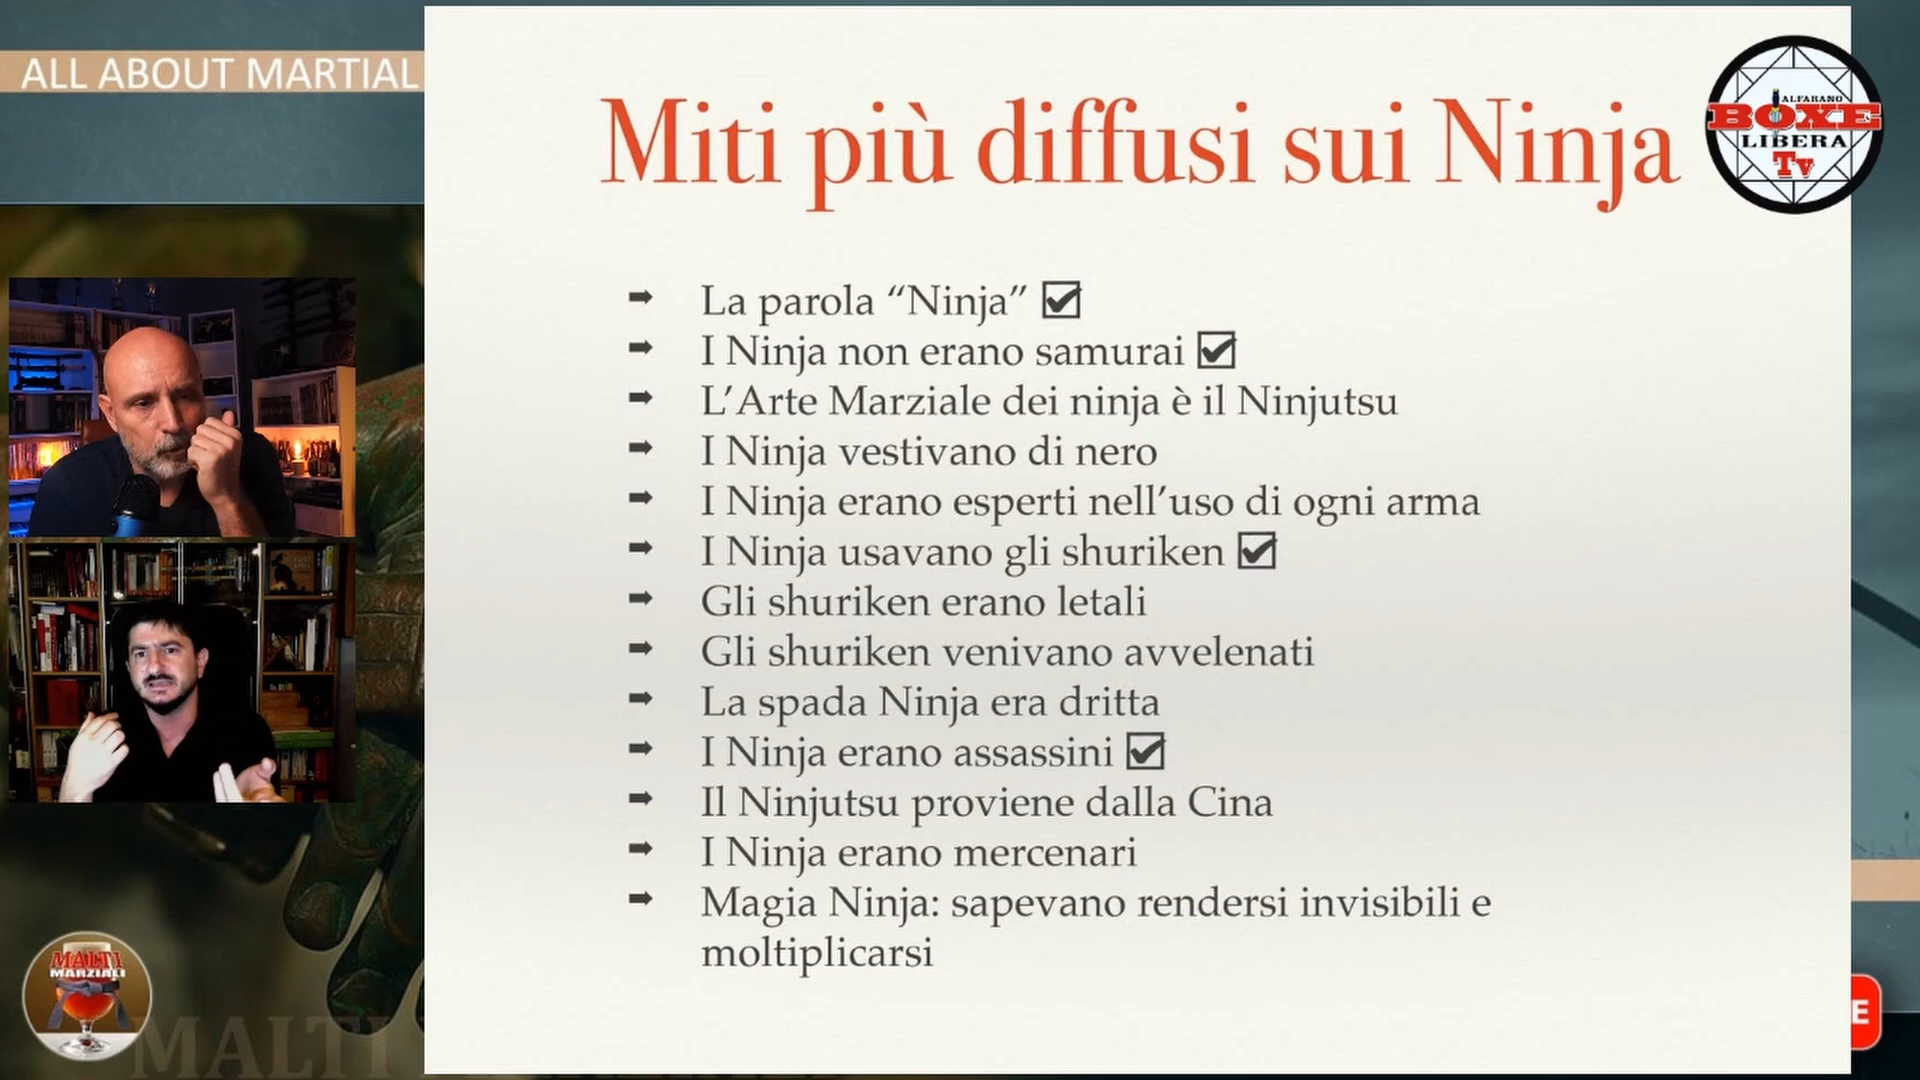 ALL ABOUT MARTIAL
Miti più diffusi sui Ninja
ALFARANO
BOXE
LIBERA
Tv
➡ La parola “Ninja” ☑
➡ I Ninja non erano samurai ☑
➡ L’Arte Marziale dei ninja è il Ninjutsu
➡ I Ninja vestivano di nero
➡ I Ninja erano esperti nell’uso di ogni arma
➡ I Ninja usavano gli shuriken ☑
➡ Gli shuriken erano letali
➡ Gli shuriken venivano avvelenati
➡ La spada Ninja era dritta
➡ I Ninja erano assassini ☑
➡ Il Ninjutsu proviene dalla Cina
➡ I Ninja erano mercenari
➡ Magia Ninja: sapevano rendersi invisibili e
moltiplicarsi
MALTI
MARZIALI
MALTI
E